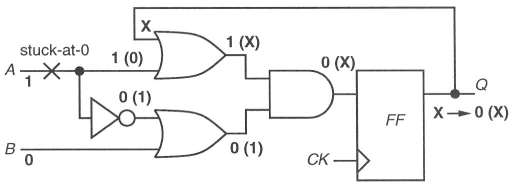 X
stuck-at-0
1 (0)
1 (X)
A
1
0 (X)
0 (1)
Q
X → 0 (X)
FF
B
0
0 (1)
CK